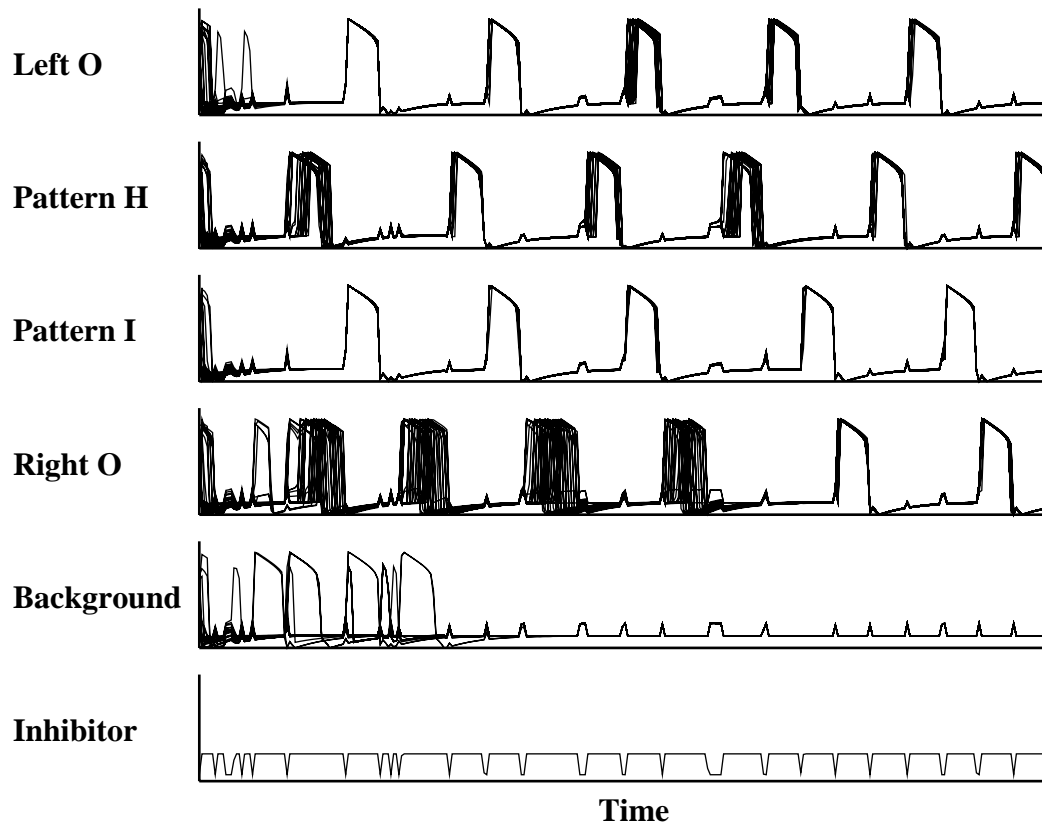 Left O
Pattern H
Pattern I
Right O
Background
Inhibitor
Time